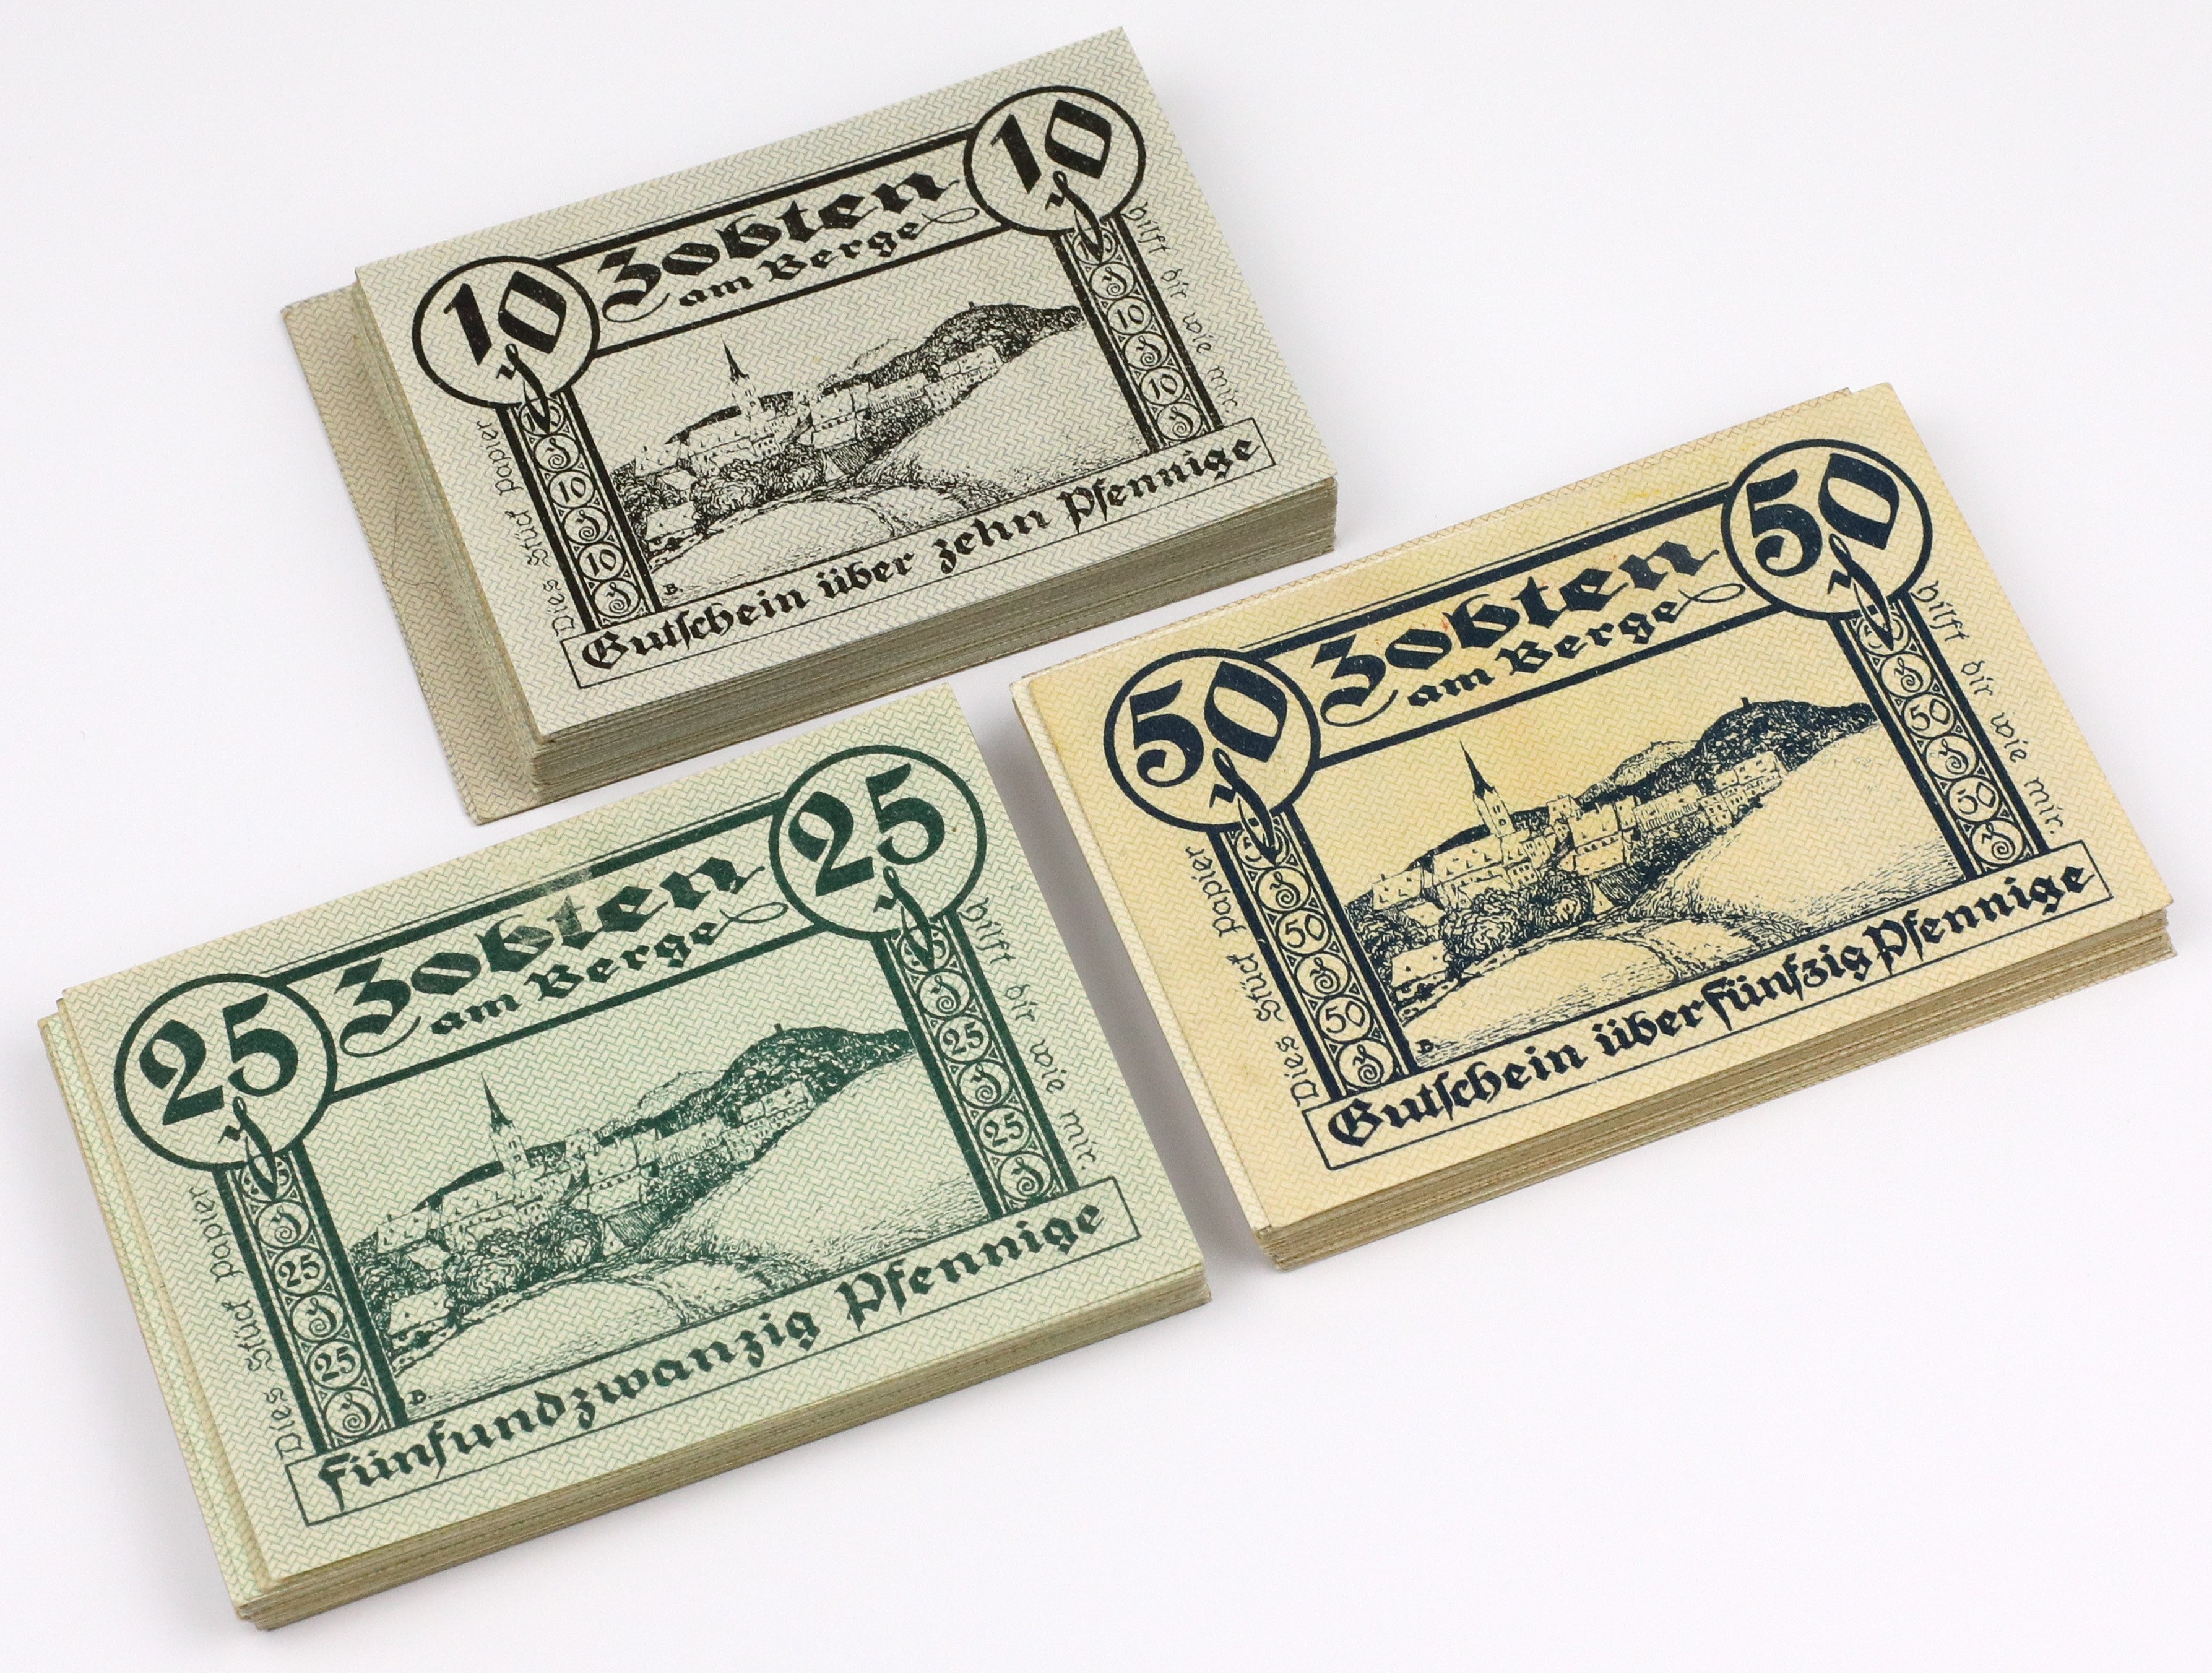 10
10
Zobten
am Berge
Dies Stück Papier
hilft dir wie mir.
10
10
10
10
B.
Gutschein über zehn Pfennige
50
50
Zobten
am Berge
Dies Stück Papier
hilft dir wie mir.
50
50
50
50
B.
Gutschein über fünfzig Pfennige
25
25
Zobten
am Berge
Dies Stück Papier
hilft dir wie mir.
25
25
25
25
B.
Fünfundzwanzig Pfennige